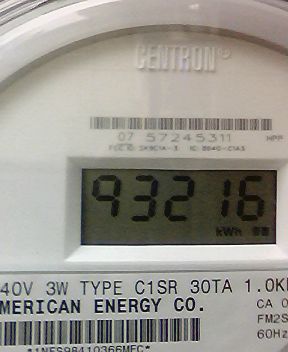 CENTRON®
07 57245311
93216
kWh
40V 3W TYPE C1SR 30TA 1.0K
MERICAN ENERGY CO.
CA 0
FM2S
60Hz